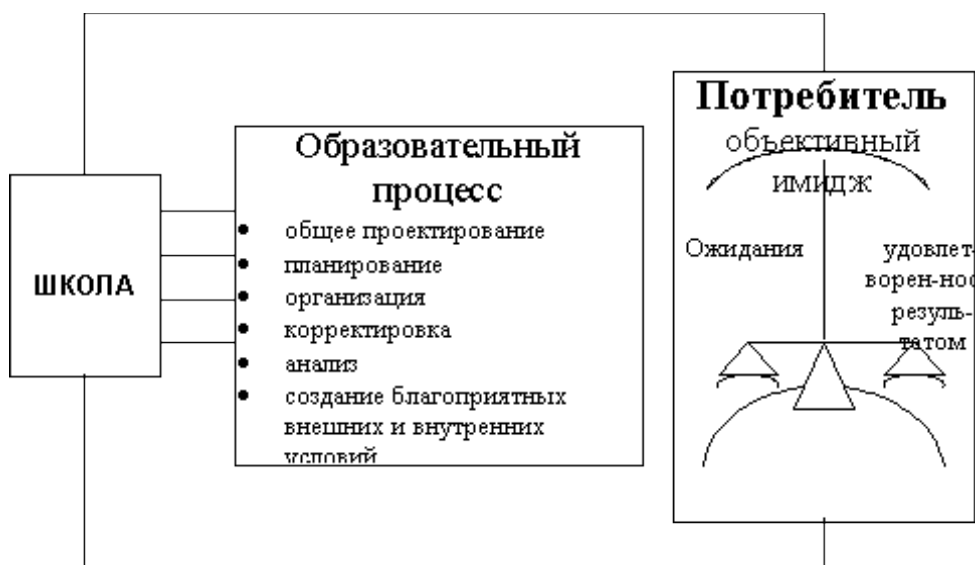 ШКОЛА
Образовательный
процесс
• общее проектирование
• планирование
• организация
• корректировка
• анализ
• создание благоприятных
внешних и внутренних
условий
Потребитель
объективный
имидж
Ожидания
удовлет-
ворен-нос
резуль-
татом